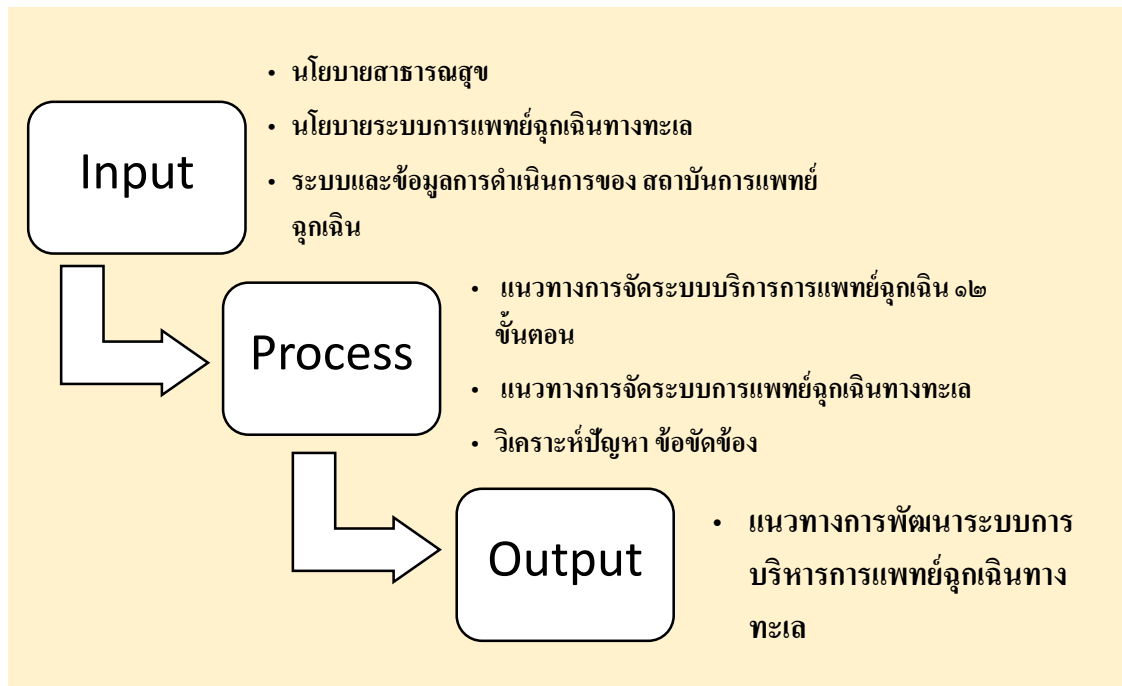 • นโยบายสาธารณสุข
• นโยบายระบบการแพทย์ฉุกเฉินทางทะเล
• ระบบและข้อมูลการดำเนินการของ สถาบันการแพทย์
ฉุกเฉิน
Input
• แนวทางการจัดระบบบริการการแพทย์ฉุกเฉิน ๑๒
ขั้นตอน
• แนวทางการจัดระบบการแพทย์ฉุกเฉินทางทะเล
• วิเคราะห์ปัญหา ข้อขัดข้อง
Process
• แนวทางการพัฒนาระบบการ
บริหารการแพทย์ฉุกเฉินทาง
ทะเล
Output